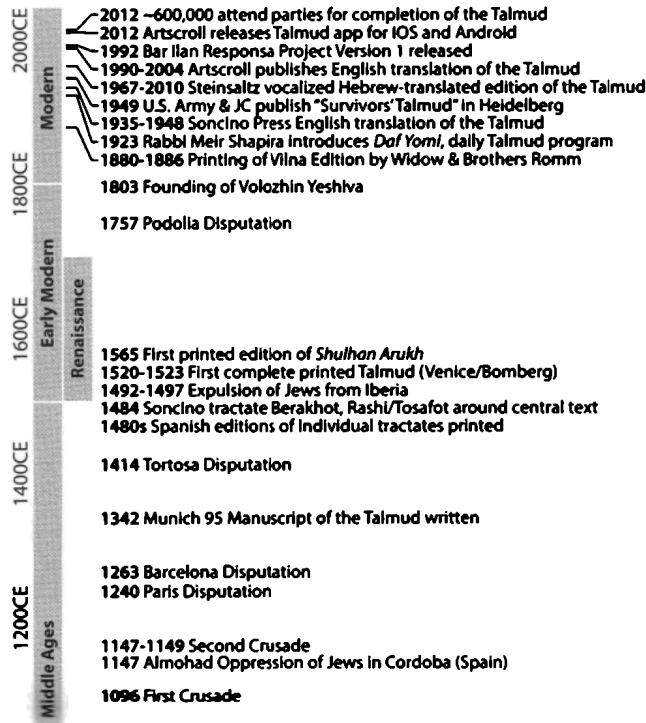 2012 ~600,000 attend parties for completion of the Talmud
2012 Artscroll releases Talmud app for iOS and Android
1992 Bar Ilan Responsa Project Version 1 released
1990-2004 Artscroll publishes English translation of the Talmud
1967-2010 Steinsaltz vocalized Hebrew-translated edition of the Talmud
1949 U.S. Army & JC publish "Survivors' Talmud" in Heidelberg
1935-1948 Soncino Press English translation of the Talmud
1923 Rabbi Meir Shapira introduces Daf Yomi, daily Talmud program
1880-1886 Printing of Vilna Edition by Widow & Brothers Romm
1803 Founding of Volozhin Yeshiva
1757 Podolia Disputation
1565 First printed edition of Shulhan Arukh
1520-1523 First complete printed Talmud (Venice/Bomberg)
1492-1497 Expulsion of Jews from Iberia
1484 Soncino tractate Berakhot, Rashi/Tosafot around central text
1480s Spanish editions of individual tractates printed
1414 Tortosa Disputation
1342 Munich 95 Manuscript of the Talmud written
1263 Barcelona Disputation
1240 Paris Disputation
1147-1149 Second Crusade
1147 Almohad Oppression of Jews in Cordoba (Spain)
1096 First Crusade
2000CE
1800CE
1600CE
1400CE
1200CE
Modern
Early Modern
Renaissance
Middle Ages